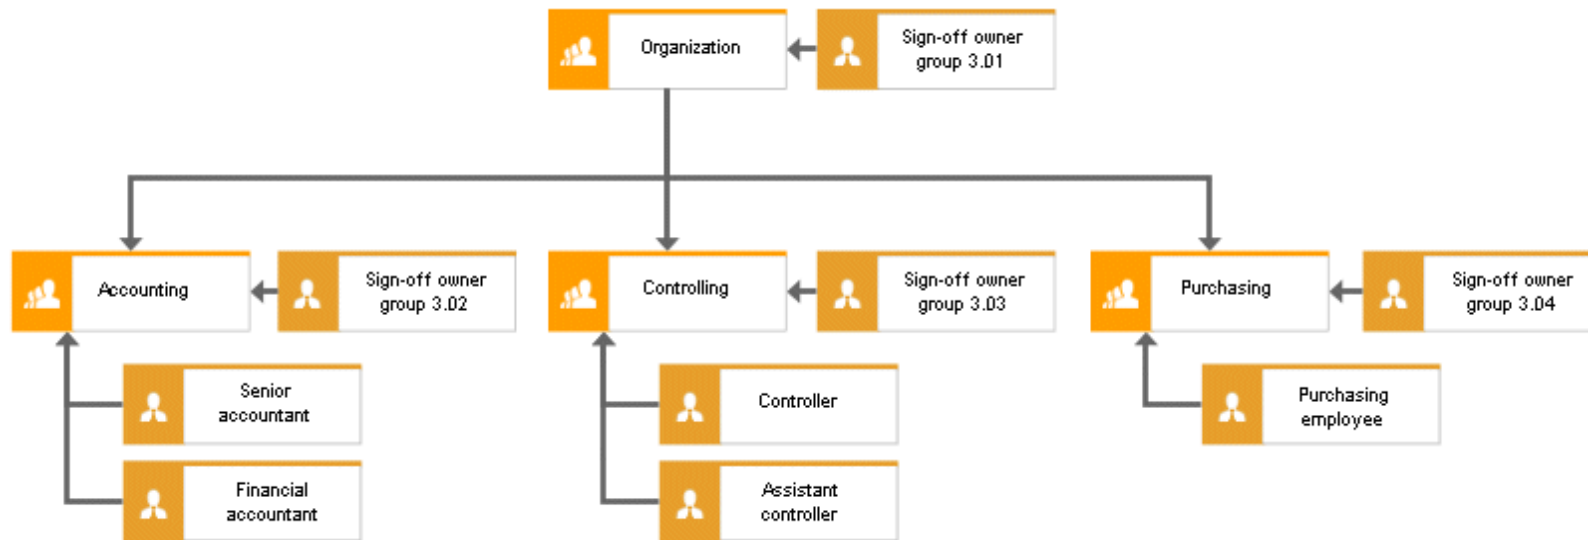 Organization
Sign-off owner
group 3.01
Accounting
Sign-off owner
group 3.02
Controlling
Sign-off owner
group 3.03
Purchasing
Sign-off owner
group 3.04
Senior
accountant
Controller
Purchasing
employee
Financial
accountant
Assistant
controller